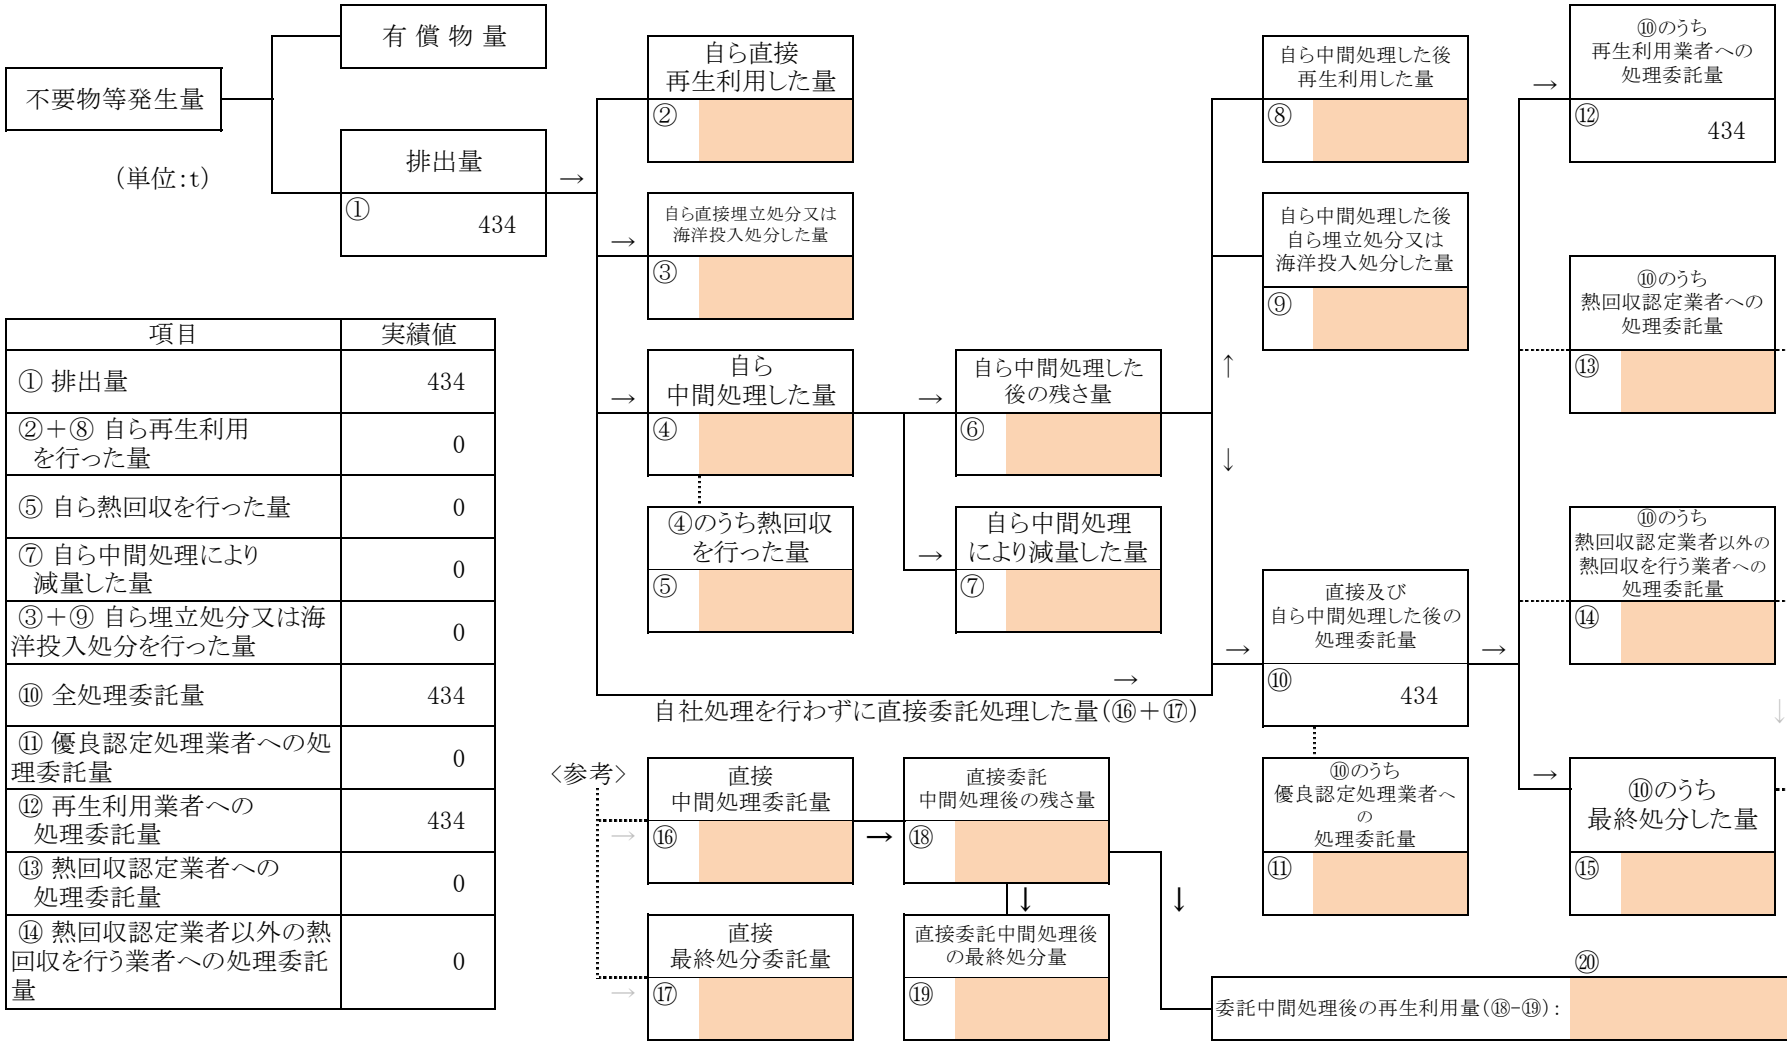 有 償 物 量
不要物等発生量
(単位:t)
排出量
①
434
→
自ら直接
再生利用した量
②
→
自ら直接埋立処分又は
海洋投入処分した量
③
→
自ら
中間処理した量
④
④のうち熱回収
を行った量
⑤
→
自ら中間処理した
後の残さ量
⑥
→
自ら中間処理
により減量した量
⑦
↑
↓
自ら中間処理した後
再生利用した量
⑧
自ら中間処理した後
自ら埋立処分又は
海洋投入処分した量
⑨
→
自社処理を行わずに直接委託処理した量(⑯+⑰)
→
直接及び
自ら中間処理した後の
処理委託量
⑩
434
→
⑩のうち
優良認定処理業者へ
の
処理委託量
⑪
→
⑩のうち
再生利用業者への
処理委託量
⑫
434
⑩のうち
熱回収認定業者への
処理委託量
⑬
⑩のうち
熱回収認定業者以外の
熱回収を行う業者への
処理委託量
⑭
↓
→
⑩のうち
最終処分した量
⑮
項目 実績値
① 排出量 434
②+⑧ 自ら再生利用
を行った量 0
⑤ 自ら熱回収を行った量 0
⑦ 自ら中間処理により
減量した量 0
③+⑨ 自ら埋立処分又は海
洋投入処分を行った量 0
⑩ 全処理委託量 434
⑪ 優良認定処理業者への処
理委託量 0
⑫ 再生利用業者への
処理委託量 434
⑬ 熱回収認定業者への
処理委託量 0
⑭ 熱回収認定業者以外の熱
回収を行う業者への処理委託
量 0
<参考>
→
直接
中間処理委託量
⑯
→
直接委託
中間処理後の残さ量
⑱
↓
↓
→
直接
最終処分委託量
⑰
直接委託中間処理後
の最終処分量
⑲
⑳
委託中間処理後の再生利用量(⑱-⑲):